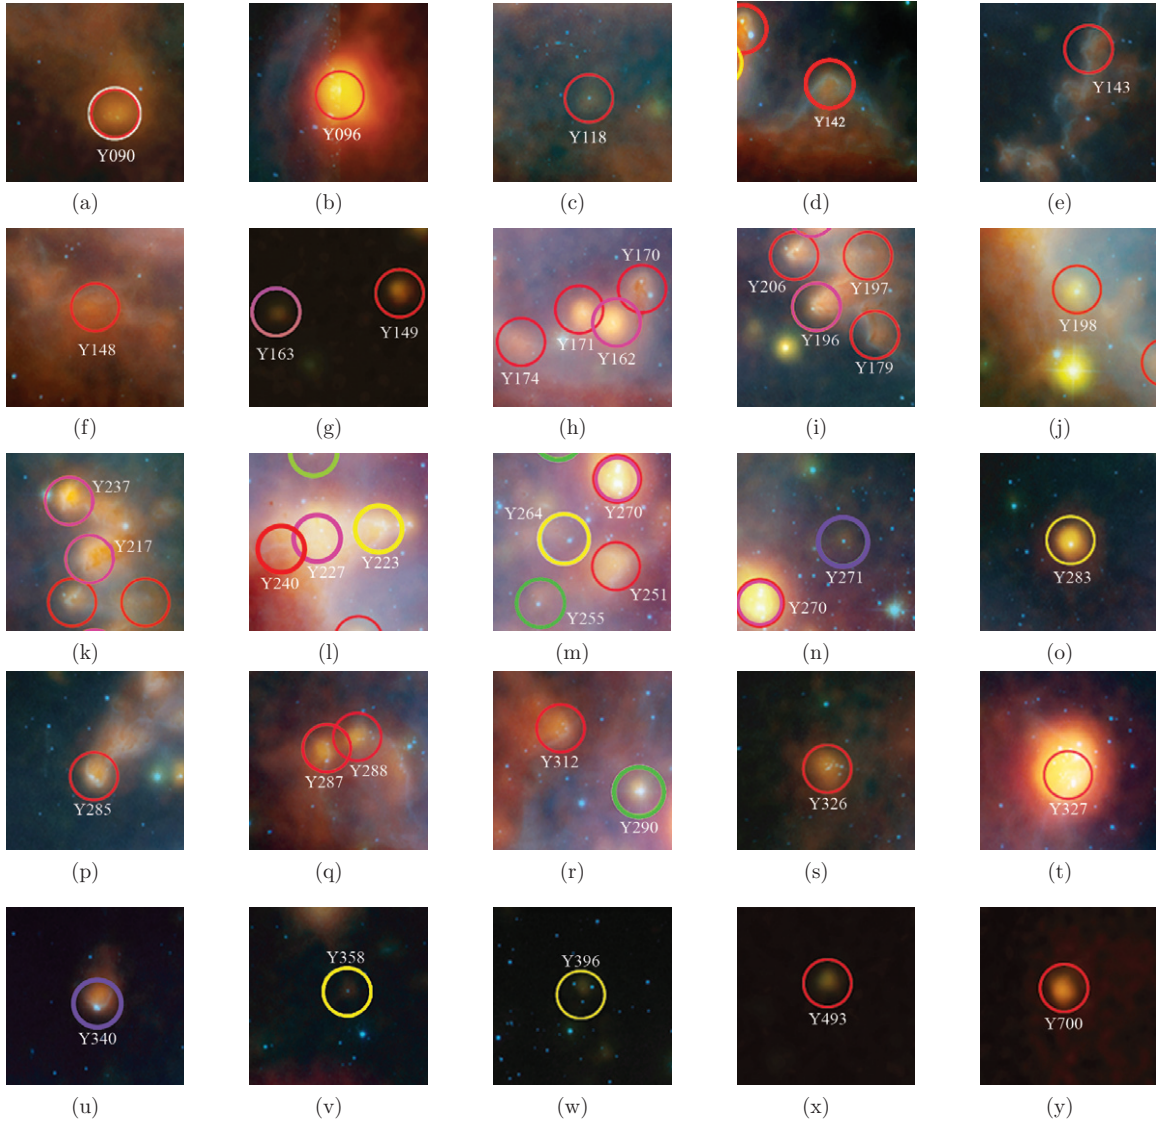 Y090
Y096
Y118
Y142
Y143
(a)
(b)
(c)
(d)
(e)
Y148
Y163
Y149
Y170
Y171
Y162
Y174
Y206
Y197
Y196
Y179
Y198
(f)
(g)
(h)
(i)
(j)
Y237
Y217
Y240
Y227
Y223
Y264
Y270
Y251
Y255
Y271
Y270
Y283
(k)
(l)
(m)
(n)
(o)
Y285
Y287
Y288
Y312
Y290
Y326
Y327
(p)
(q)
(r)
(s)
(t)
Y340
Y358
Y396
Y493
Y700
(u)
(v)
(w)
(x)
(y)